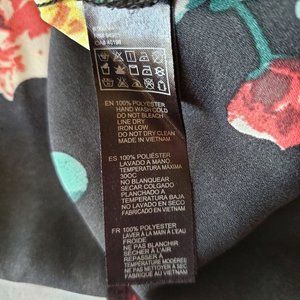 EN 100% POLYESTER
HAND WASH COLD
DO NOT BLEACH
LINE DRY
IRON LOW
DO NOT DRY CLEAN
MADE IN VIETNAM
ES 100% POLIÉSTER
LAVADO A MANO
TEMPERATURA MÁXIMA
30OC
NO BLANQUEAR
SECAR COLGADO
PLANCHADO A
TEMPERATURA BAJA
NO LAVADO EN SECO
FABRICADO EN VIETNAM
FR 100% POLYESTER
LAVER À LA MAIN À L'EAU
FROIDE
NE PAS BLANCHIR
SÉCHER À L'AIR
REPASSER À
TEMPÉRATURE MODÉRÉE
NE PAS NETTOYER À SEC
FABRIQUÉ AU VIETNAM